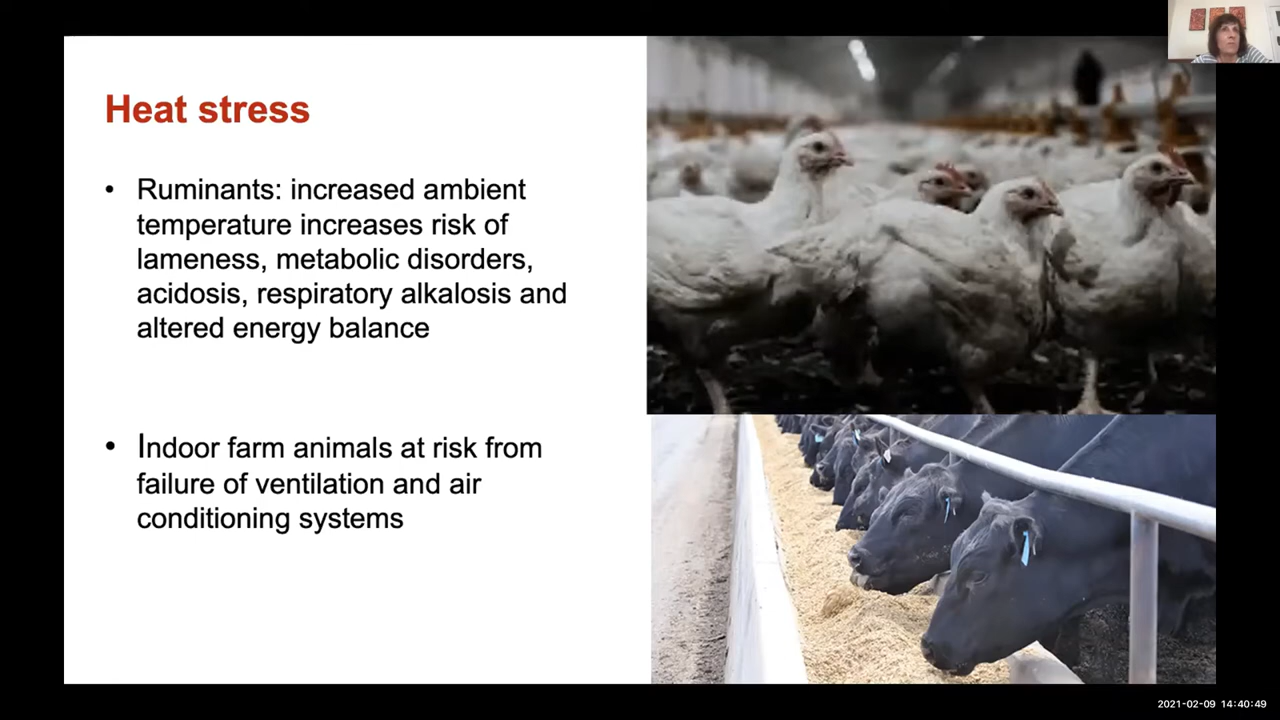 Heat stress
• Ruminants: increased ambient
temperature increases risk of
lameness, metabolic disorders,
acidosis, respiratory alkalosis and
altered energy balance
• Indoor farm animals at risk from
failure of ventilation and air
conditioning systems
2021-02-09 14:40:49